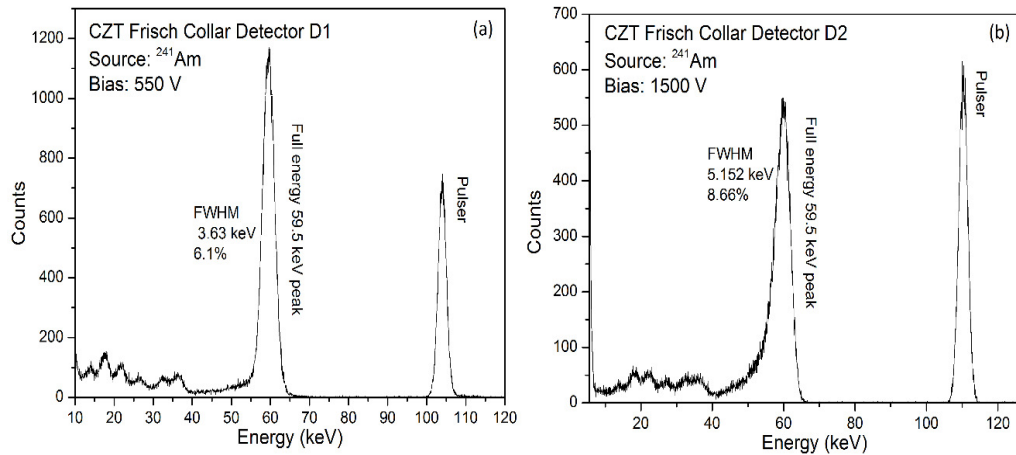 CZT Frisch Collar Detector D1
(a)
Source: ²⁴¹Am
Bias: 550 V
FWHM
3.63 keV
6.1%
Full energy 59.5 keV peak
Pulser
Counts
1200
1000
800
600
400
200
0
10 20 30 40 50 60 70 80 90 100 110 120
Energy (keV)
CZT Frisch Collar Detector D2
(b)
Source: ²⁴¹Am
Bias: 1500 V
FWHM
5.152 keV
8.66%
Full energy 59.5 keV peak
Pulser
Counts
700
600
500
400
300
200
100
0
20 40 60 80 100 120
Energy (keV)